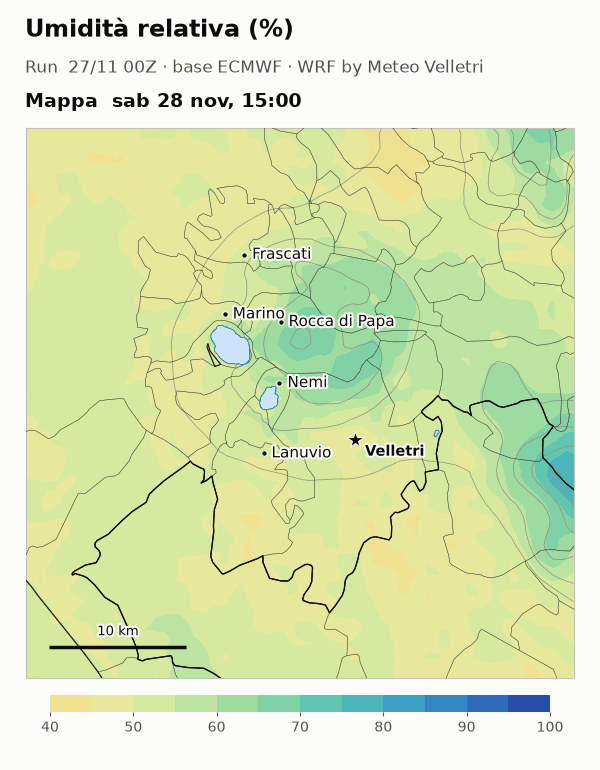 Umidità relativa (%)
Run  27/11 00Z · base ECMWF · WRF by Meteo Velletri
Mappa  sab 28 nov, 15:00
Frascati
Marino
Rocca di Papa
Nemi
Velletri
Lanuvio
10 km
40 50 60 70 80 90 100